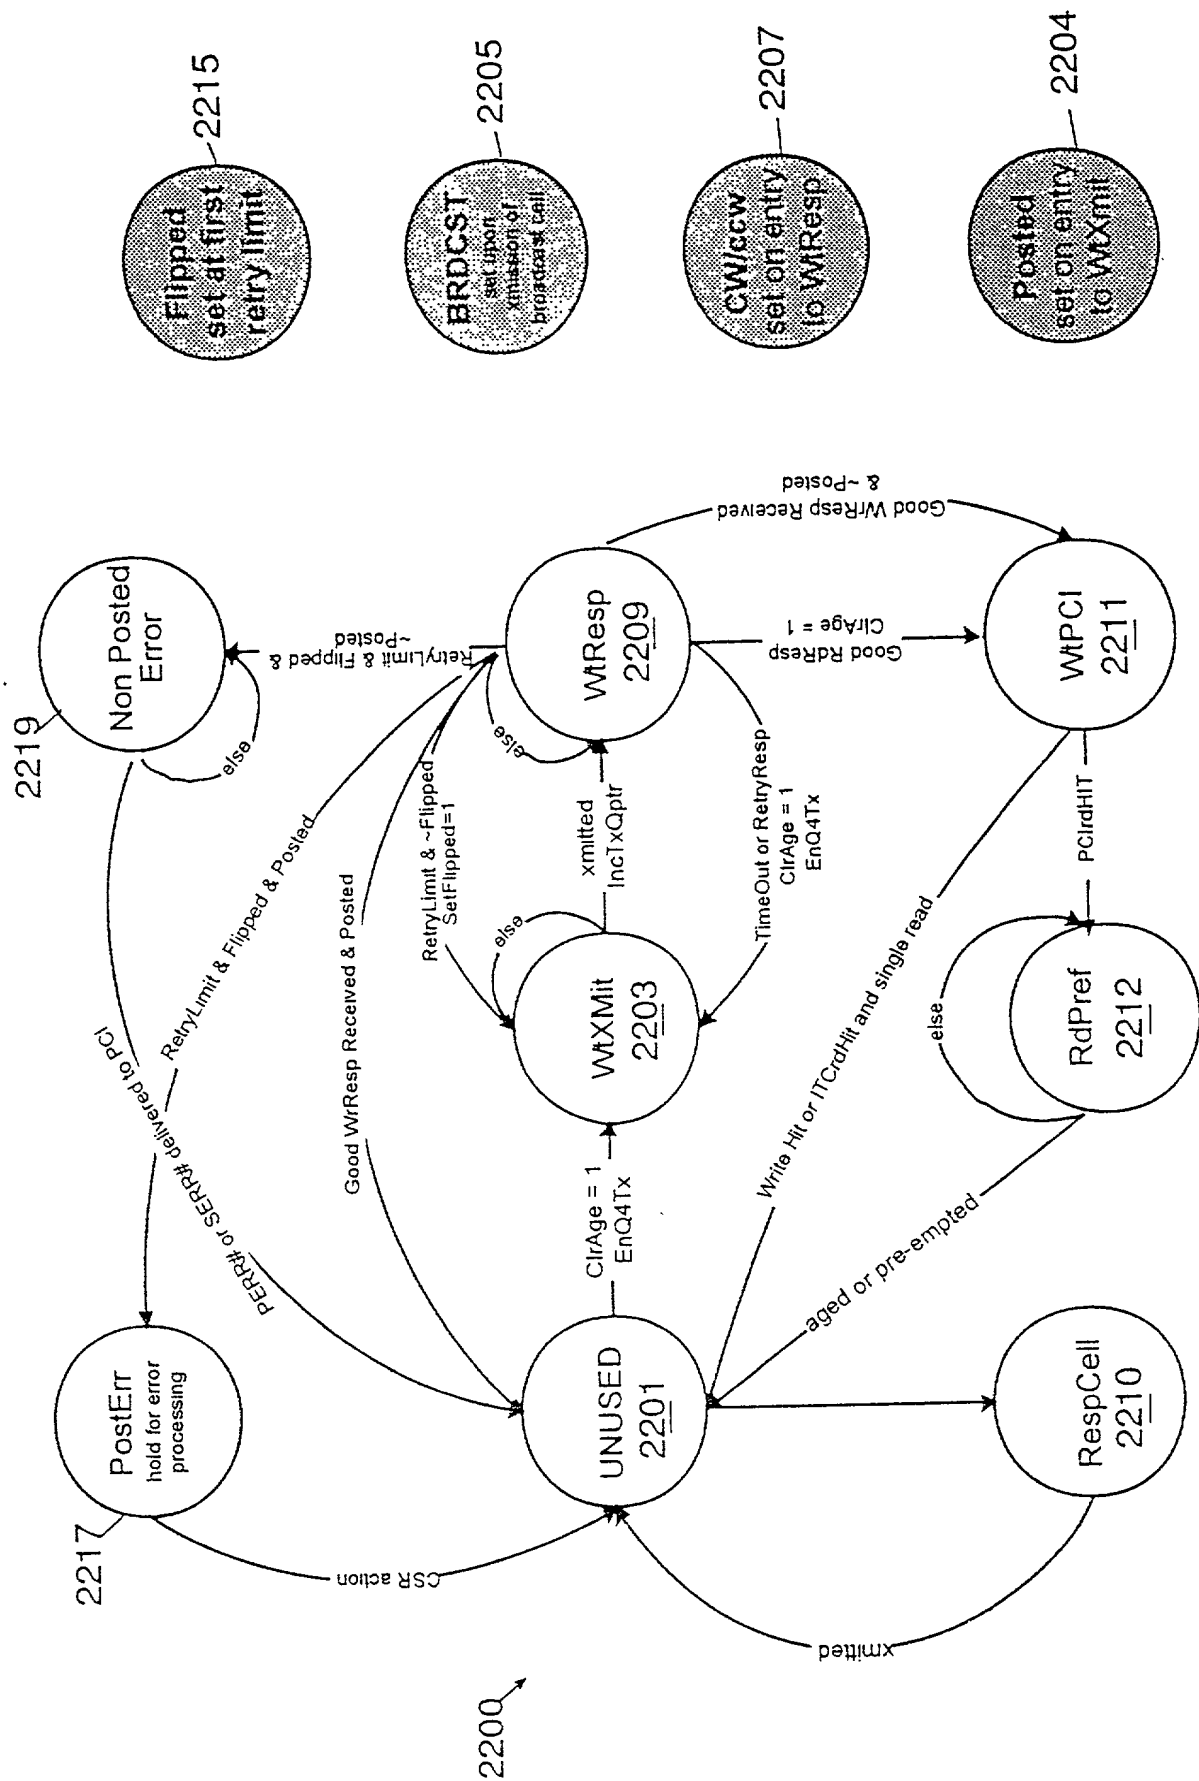 2200
2217
PostErr
hold for error
processing
CSR action
UNUSED
2201
xmitted
RespCell
2210
PERR# or SERR# delivered to PCI
RetryLimit & Flipped & Posted
Good WrResp Received & Posted
ClrAge = 1
EnQ4Tx
Write Hit or ITCrdHit and single read
aged or pre-empted
WtXMit
2203
else
RetryLimit & ~Flipped
SetFlipped=1
xmitted
IncTxQptr
TimeOut or RetryResp
ClrAge = 1
EnQ4Tx
RdPref
2212
else
PCIrdHIT
2219
Non Posted
Error
else
RetryLimit & Flipped &
~Posted
WtResp
2209
else
Good RdResp
ClrAge = 1
Good WrResp Received
& ~Posted
WtPCI
2211
Flipped
set at first
retry limit
2215
BRDCST
set upon
xmission of
broadcast cell
2205
CW/ccw
set on entry
to WtResp
2207
Posted
set on entry
to WtXmit
2204